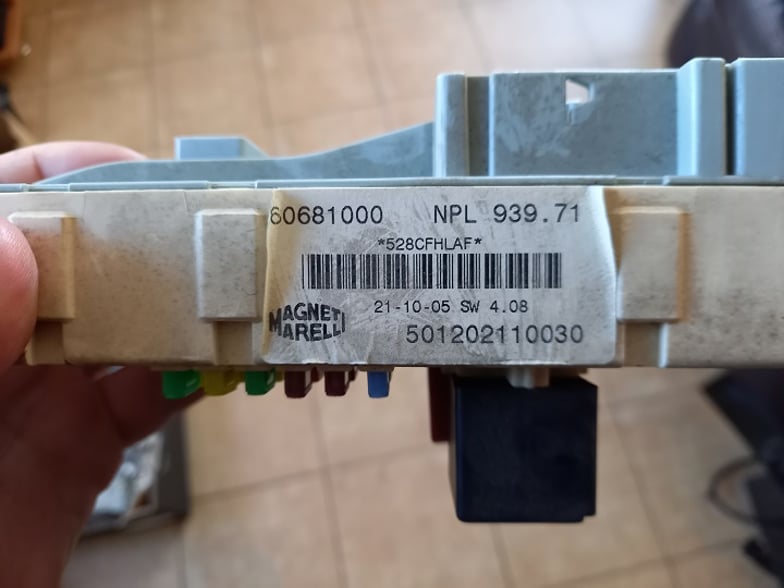 60681000 NPL 939.71
*528CFHLAF*
21-10-05 SW 4.08
MAGNETI
MARELLI
501202110030